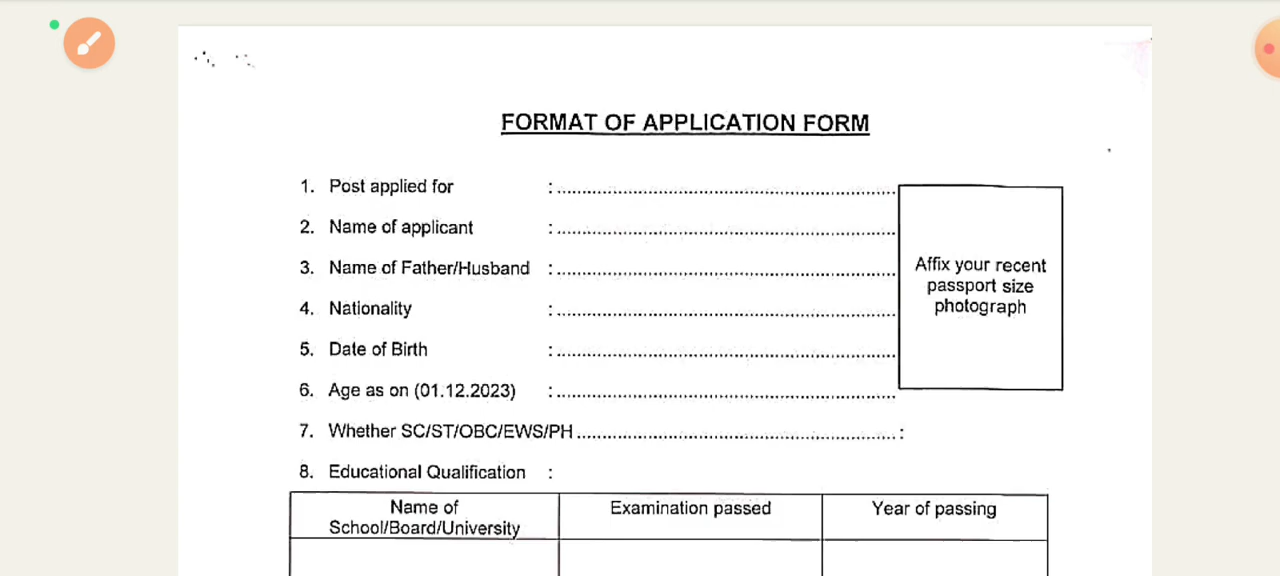 FORMAT OF APPLICATION FORM
1. Post applied for :..........................................................................
2. Name of applicant :..........................................................................
3. Name of Father/Husband :..........................................................................
4. Nationality :..........................................................................
5. Date of Birth :..........................................................................
6. Age as on (01.12.2023) :..........................................................................
7. Whether SC/ST/OBC/EWS/PH.....................................................................:
Affix your recent
passport size
photograph
8. Educational Qualification :
Name of
School/Board/University
Examination passed
Year of passing